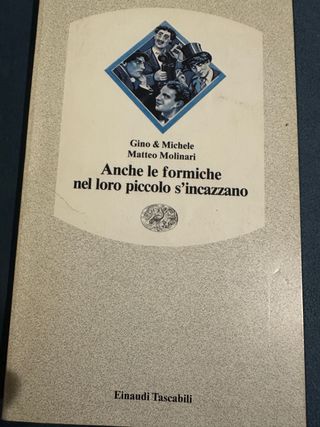 Gino & Michele
Matteo Molinari
Anche le formiche
nel loro piccolo s'incazzano
Einaudi Tascabili